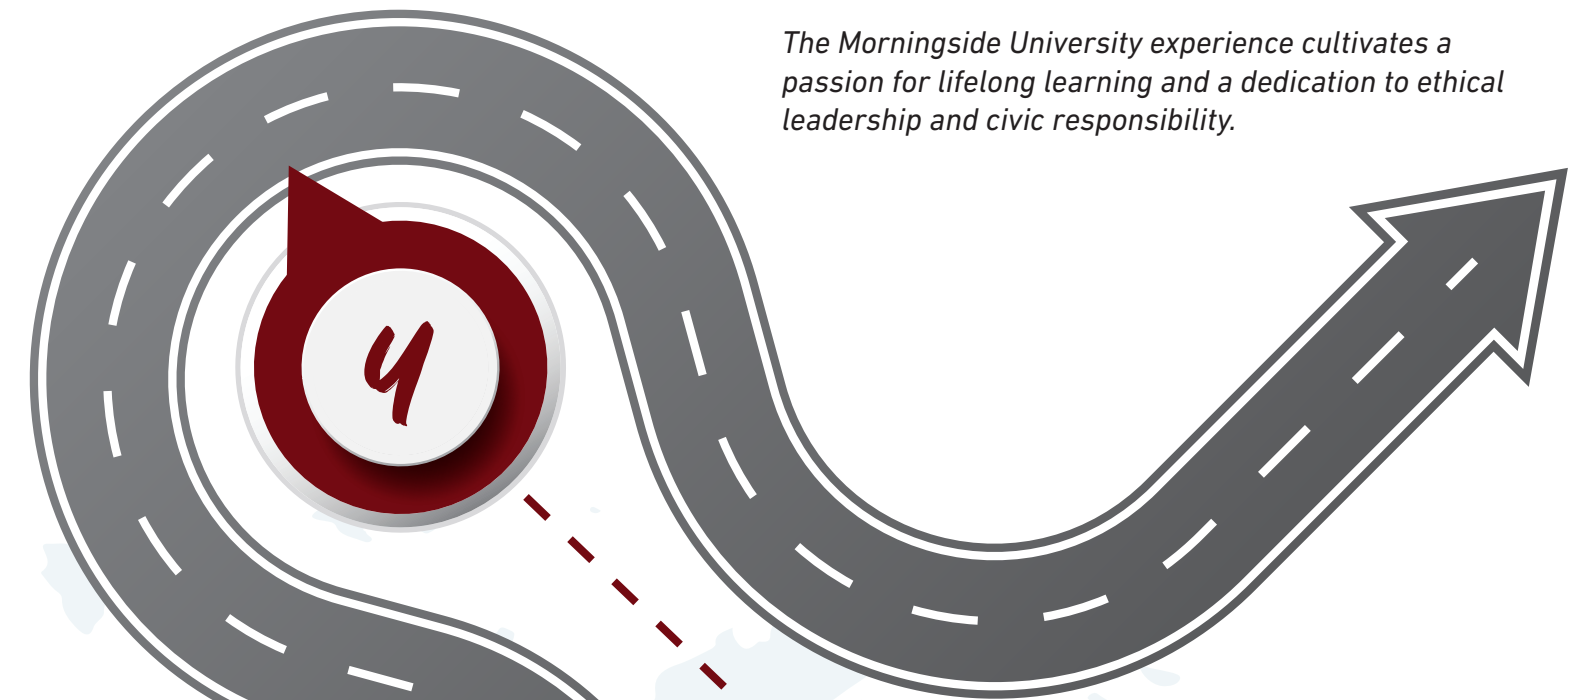 The Morningside University experience cultivates a
passion for lifelong learning and a dedication to ethical
leadership and civic responsibility.
y